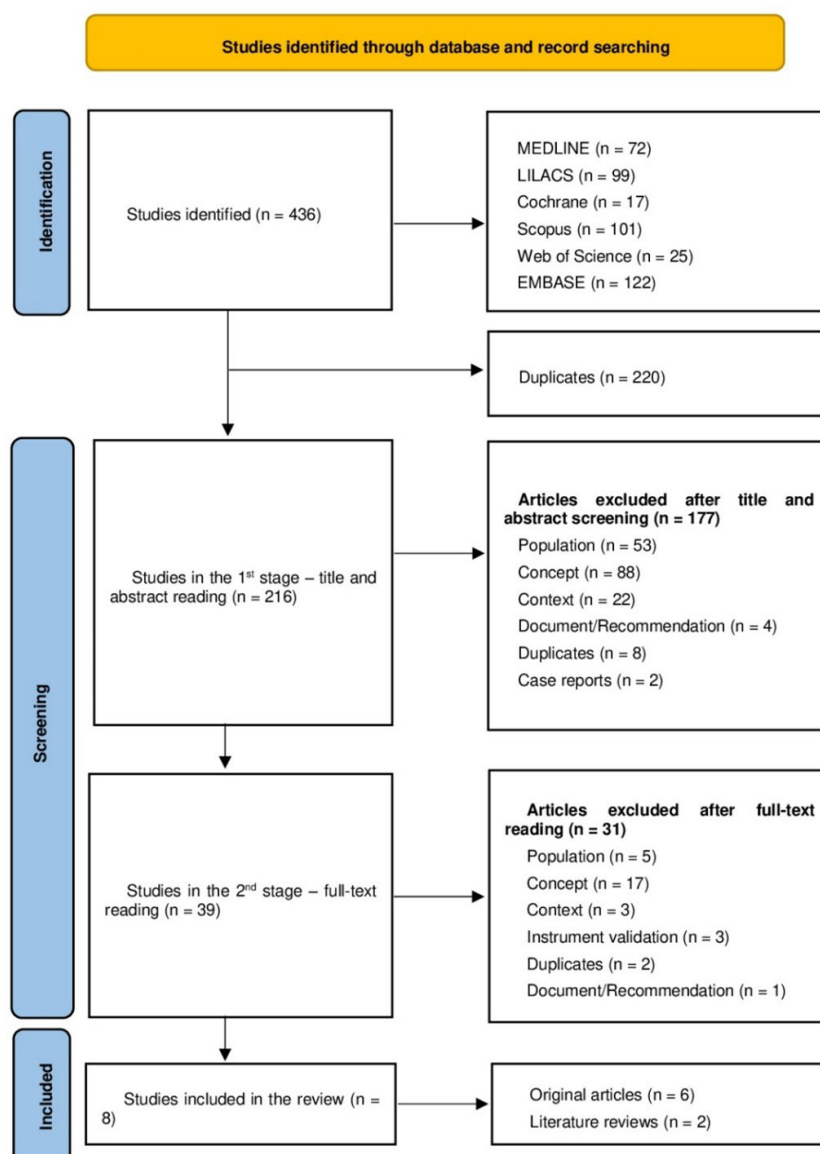 Studies identified through database and record searching
Identification
Studies identified (n = 436)
MEDLINE (n = 72)
LILACS (n = 99)
Cochrane (n = 17)
Scopus (n = 101)
Web of Science (n = 25)
EMBASE (n = 122)
Duplicates (n = 220)
Screening
Studies in the 1st stage – title and
abstract reading (n = 216)
Articles excluded after title and
abstract screening (n = 177)
Population (n = 53)
Concept (n = 88)
Context (n = 22)
Document/Recommendation (n = 4)
Duplicates (n = 8)
Case reports (n = 2)
Studies in the 2nd stage – full-text
reading (n = 39)
Articles excluded after full-text
reading (n = 31)
Population (n = 5)
Concept (n = 17)
Context (n = 3)
Instrument validation (n = 3)
Duplicates (n = 2)
Document/Recommendation (n = 1)
Included
Studies included in the review (n =
8)
Original articles (n = 6)
Literature reviews (n = 2)